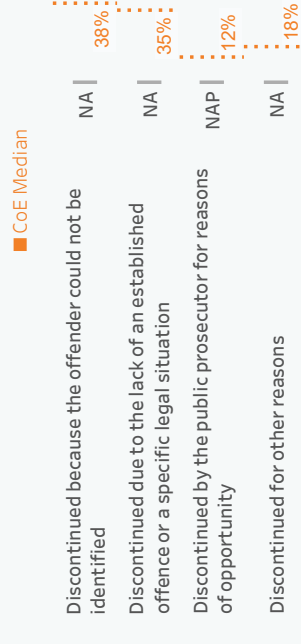 CoE Median
Discontinued because the offender could not be
identified
NA
38%
Discontinued due to the lack of an established
offence or a specific legal situation
NA
35%
Discontinued by the public prosecutor for reasons
of opportunity
NAP
12%
Discontinued for other reasons
NA
18%